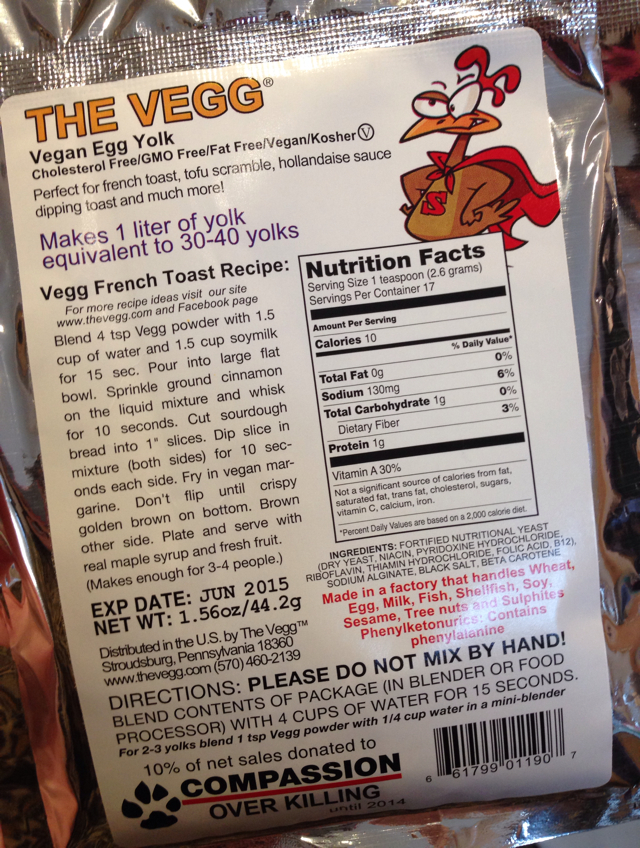 THE VEGG®
Vegan Egg Yolk
Cholesterol Free/GMO Free/Fat Free/Vegan/Kosher Ⓥ
Perfect for french toast, tofu scramble, hollandaise sauce
dipping toast and much more!
Makes 1 liter of yolk
equivalent to 30-40 yolks
Vegg French Toast Recipe:
For more recipe ideas visit our site
www.thevegg.com and Facebook page
Blend 4 tsp Vegg powder with 1.5
cup of water and 1.5 cup soymilk
for 15 sec. Pour into large flat
bowl. Sprinkle ground cinnamon
on the liquid mixture and whisk
for 10 seconds. Cut sourdough
bread into 1" slices. Dip slice in
mixture (both sides) for 10 sec-
onds each side. Fry in vegan mar-
garine. Don't flip until crispy
golden brown on bottom. Brown
other side. Plate and serve with
real maple syrup and fresh fruit.
(Makes enough for 3-4 people.)
S
Nutrition Facts
Serving Size 1 teaspoon (2.6 grams)
Servings Per Container 17
Amount Per Serving
Calories 10
% Daily Value*
Total Fat 0g 0%
Sodium 130mg 6%
Total Carbohydrate 1g 0%
Dietary Fiber 3%
Protein 1g
Vitamin A 30%
Not a significant source of calories from fat,
saturated fat, trans fat, cholesterol, sugars,
vitamin C, calcium, iron.
*Percent Daily Values are based on a 2,000 calorie diet.
INGREDIENTS: FORTIFIED NUTRITIONAL YEAST
(DRY YEAST, NIACIN, PYRIDOXINE HYDROCHLORIDE,
RIBOFLAVIN, THIAMIN HYDROCHLORIDE, FOLIC ACID, B12),
SODIUM ALGINATE, BLACK SALT, BETA CAROTENE
Made in a factory that handles Wheat,
Egg, Milk, Fish, Shellfish, Soy,
Sesame, Tree nuts and Sulphites
Phenylketonurics: Contains
phenylalanine
EXP DATE: JUN 2015
NET WT: 1.56oz/44.2g
Distributed in the U.S. by The Vegg™
Stroudsburg, Pennsylvania 18360
www.thevegg.com (570) 460-2139
DIRECTIONS: PLEASE DO NOT MIX BY HAND!
BLEND CONTENTS OF PACKAGE (IN BLENDER OR FOOD
PROCESSOR) WITH 4 CUPS OF WATER FOR 15 SECONDS.
For 2-3 yolks blend 1 tsp Vegg powder with 1/4 cup water in a mini-blender
10% of net sales donated to
COMPASSION
OVER KILLING
until 2014
6 61799 01190 7